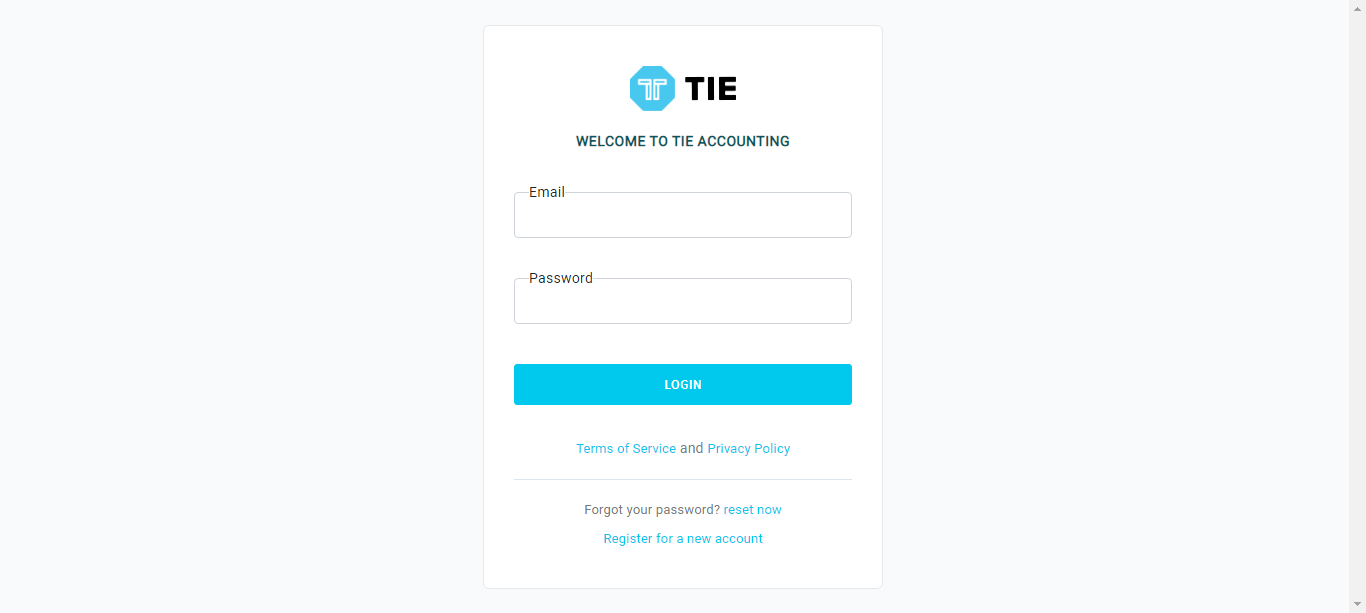 TIE
WELCOME TO TIE ACCOUNTING
Email
Password
LOGIN
Terms of Service and Privacy Policy
Forgot your password? reset now
Register for a new account